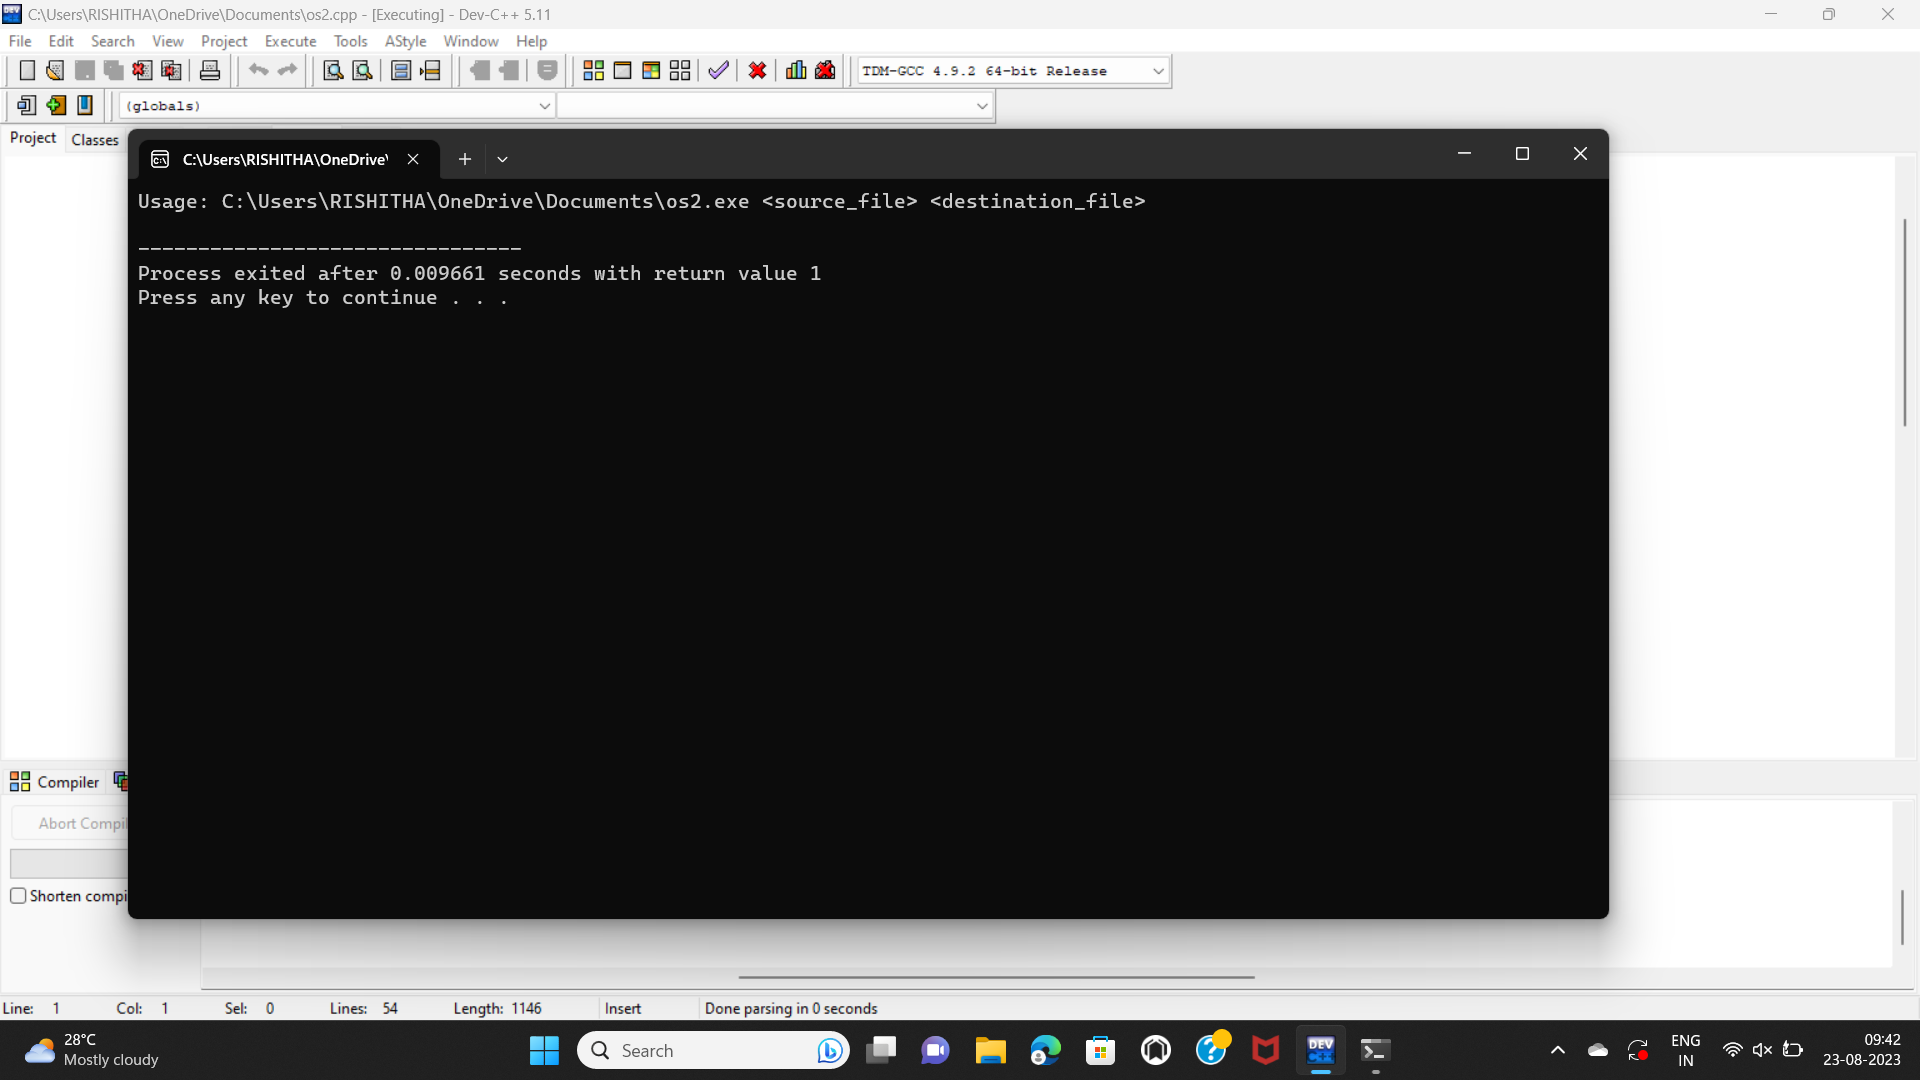 C:\Users\RISHITHA\OneDrive\Documents\os2.cpp - [Executing] - Dev-C++ 5.11
File Edit Search View Project Execute Tools AStyle Window Help
TDM-GCC 4.9.2 64-bit Release
(globals)
Project Classes
C:\Users\RISHITHA\OneDrive\
Usage: C:\Users\RISHITHA\OneDrive\Documents\os2.exe <source_file> <destination_file>
--------------------------------
Process exited after 0.009661 seconds with return value 1
Press any key to continue . . .
Compiler
Abort Compil
Shorten compi
Line: 1 Col: 1 Sel: 0 Lines: 54 Length: 1146 Insert Done parsing in 0 seconds
28°C
Mostly cloudy
Search
DEV
ENG
IN
09:42
23-08-2023